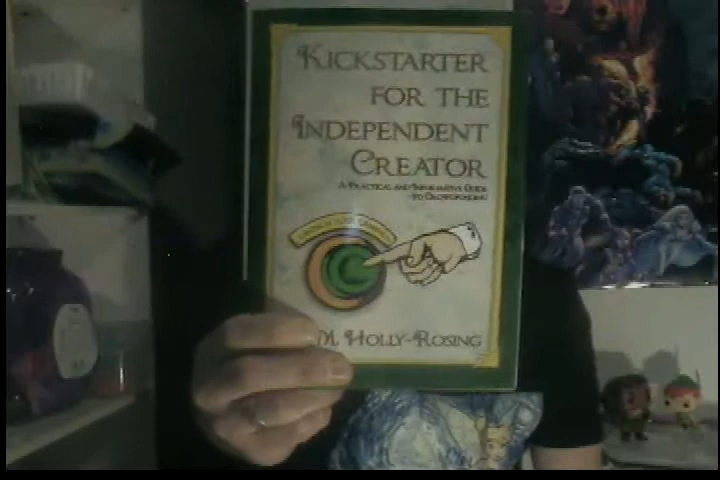 KICKSTARTER
FOR THE
INDEPENDENT
CREATOR
A PRACTICAL AND INFORMATIVE GUIDE
TO CROWDFUNDING
M. HOLLY-ROSING